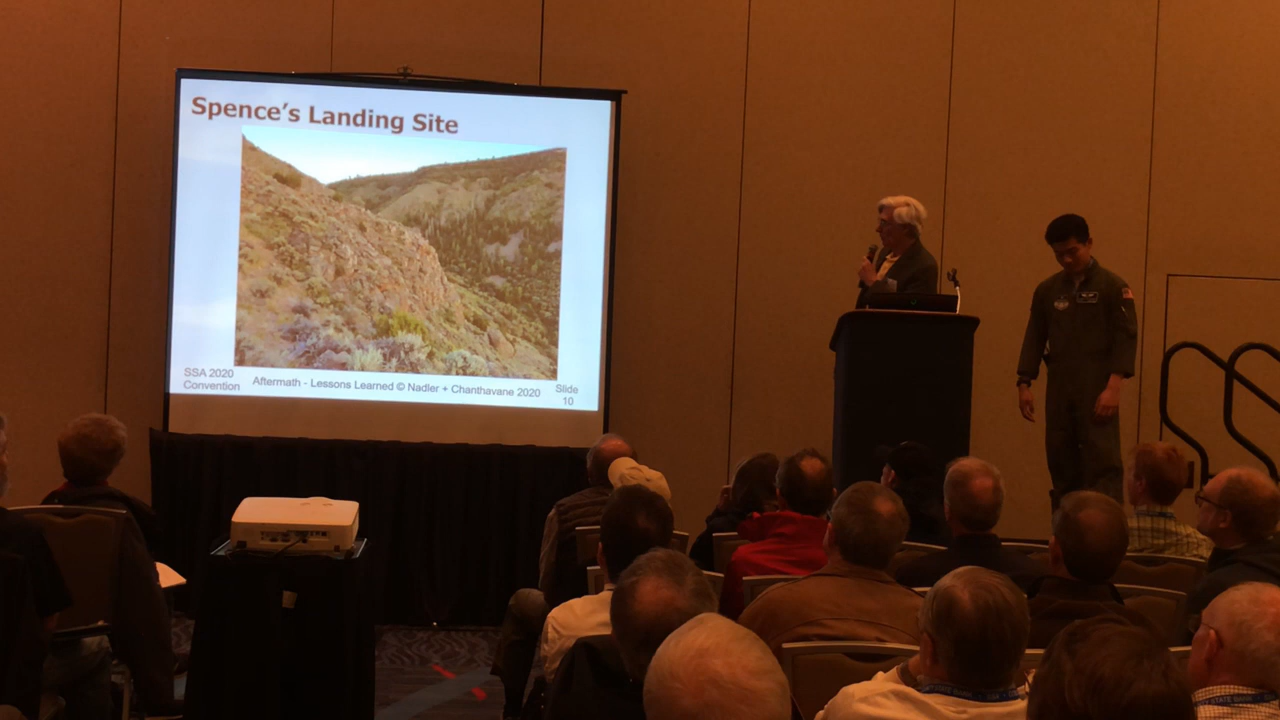 Spence's Landing Site
SSA 2020
Convention
Aftermath - Lessons Learned © Nadler + Chanthavane 2020
Slide
10